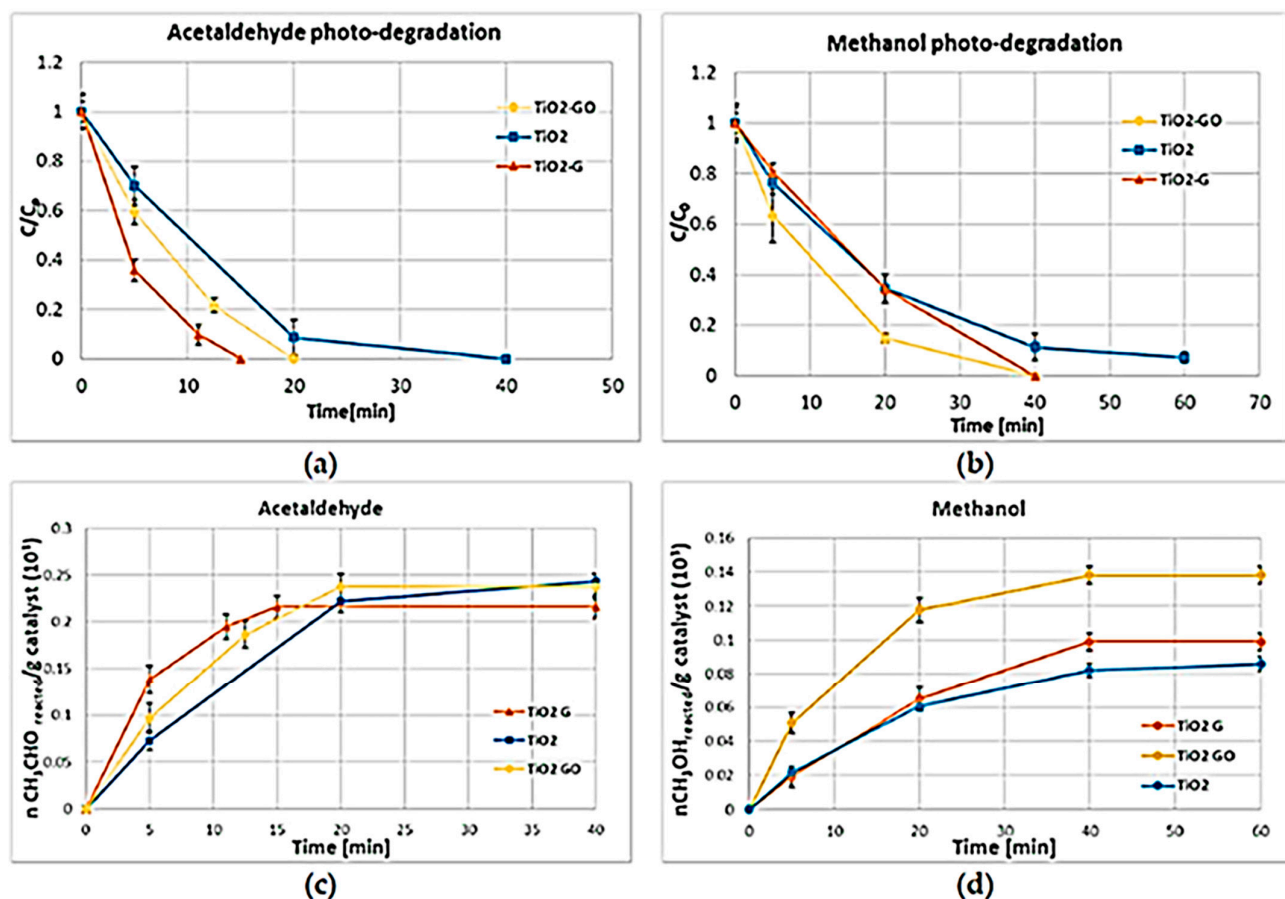 Acetaldehyde photo-degradation
1.2
1
0.8
0.6
0.4
0.2
0
C/C₀
TiO2-GO
TiO2
TiO2-G
0 10 20 30 40 50
Time[min]
(a)
Methanol photo-degradation
1.2
1
0.8
0.6
0.4
0.2
0
C/C₀
TiO2-GO
TiO2
TiO2-G
0 10 20 30 40 50 60 70
Time [min]
(b)
Acetaldehyde
0.3
0.25
0.2
0.15
0.1
0.05
0
n CH₃CHO reacted/g catalyst (10³)
TiO2 G
TiO2
TiO2 GO
0 5 10 15 20 25 30 35 40
Time [min]
(c)
Methanol
0.16
0.14
0.12
0.1
0.08
0.06
0.04
0.02
0
nCH₃OHreacted/g catalyst (10³)
TiO2 G
TiO2 GO
TiO2
0 10 20 30 40 50 60
Time [min]
(d)